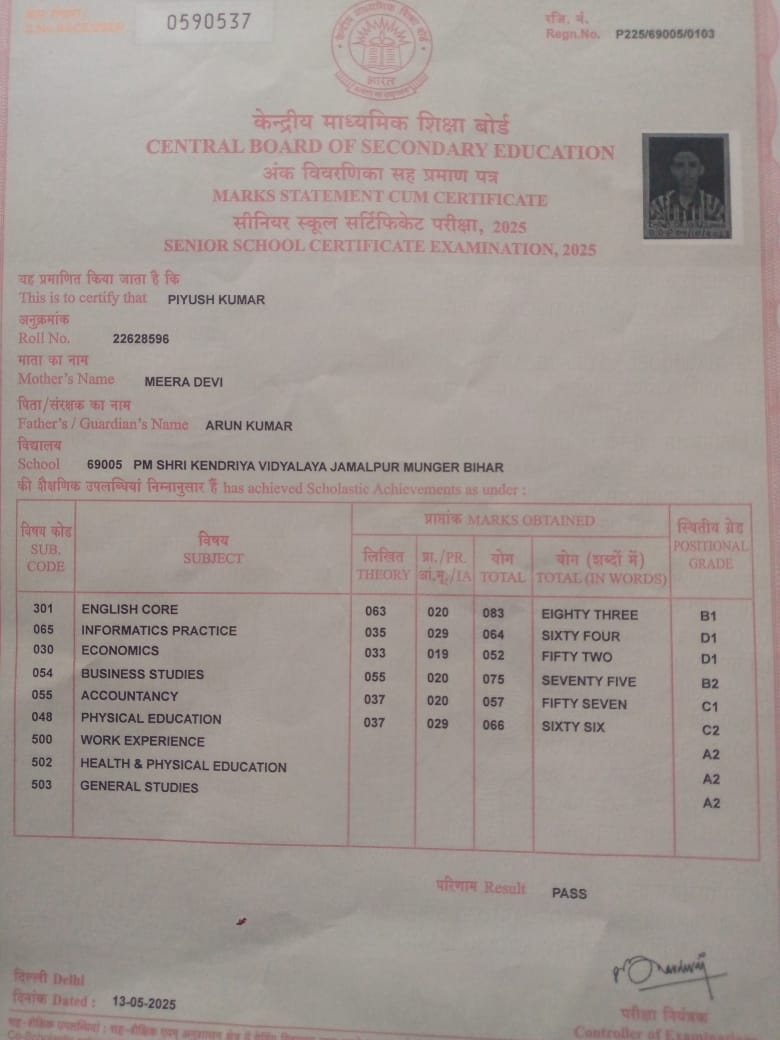 0590537
रजि. नं.
Regn.No. P225/69005/0103
भारत
केन्द्रीय माध्यमिक शिक्षा बोर्ड
CENTRAL BOARD OF SECONDARY EDUCATION
अंक विवरणिका सह प्रमाण पत्र
MARKS STATEMENT CUM CERTIFICATE
सीनियर स्कूल सर्टिफिकेट परीक्षा, 2025
SENIOR SCHOOL CERTIFICATE EXAMINATION, 2025
यह प्रमाणित किया जाता है कि
This is to certify that PIYUSH KUMAR
अनुक्रमांक
Roll No. 22628596
माता का नाम
Mother's Name MEERA DEVI
पिता/संरक्षक का नाम
Father's / Guardian's Name ARUN KUMAR
विद्यालय
School 69005 PM SHRI KENDRIYA VIDYALAYA JAMALPUR MUNGER BIHAR
की शैक्षणिक उपलब्धियां निम्नानुसार हैं has achieved Scholastic Achievements as under :
विषय कोड SUB. CODE
विषय SUBJECT
प्राप्तांक MARKS OBTAINED
लिखित THEORY
प्रा./PR. आं.मू./IA
योग TOTAL
योग (शब्दों में) TOTAL (IN WORDS)
स्थितीय ग्रेड POSITIONAL GRADE
301 ENGLISH CORE 063 020 083 EIGHTY THREE B1
065 INFORMATICS PRACTICE 035 029 064 SIXTY FOUR D1
030 ECONOMICS 033 019 052 FIFTY TWO D1
054 BUSINESS STUDIES 055 020 075 SEVENTY FIVE B2
055 ACCOUNTANCY 037 020 057 FIFTY SEVEN C1
048 PHYSICAL EDUCATION 037 029 066 SIXTY SIX C2
500 WORK EXPERIENCE A2
502 HEALTH & PHYSICAL EDUCATION A2
503 GENERAL STUDIES A2
परिणाम Result PASS
दिल्ली Delhi
दिनांक Dated : 13-05-2025
परीक्षा नियंत्रक
Controller of Examinations